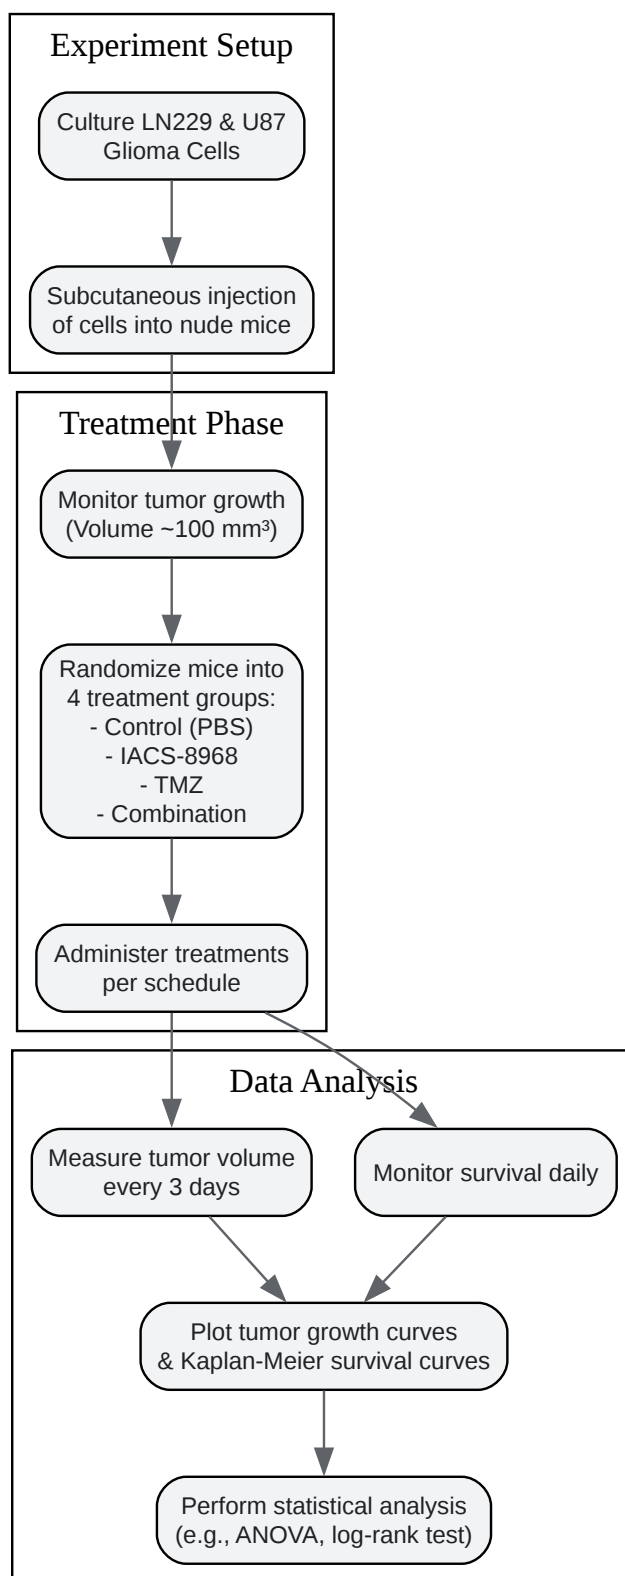 Experiment Setup
Culture LN229 & U87
Glioma Cells
Subcutaneous injection
of cells into nude mice
Treatment Phase
Monitor tumor growth
(Volume ~100 mm³)
Randomize mice into
4 treatment groups:
- Control (PBS)
- IACS-8968
- TMZ
- Combination
Administer treatments
per schedule
Data Analysis
Measure tumor volume
every 3 days
Monitor survival daily
Plot tumor growth curves
& Kaplan-Meier survival curves
Perform statistical analysis
(e.g., ANOVA, log-rank test)